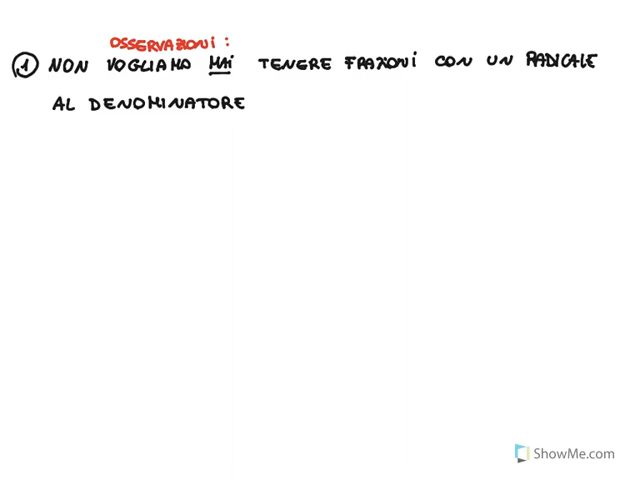 OSSERVAZIONI:
1 NON VOGLIAMO MAI TENERE FRAZIONI CON UN RADICALE
AL DENOMINATORE
ShowMe.com